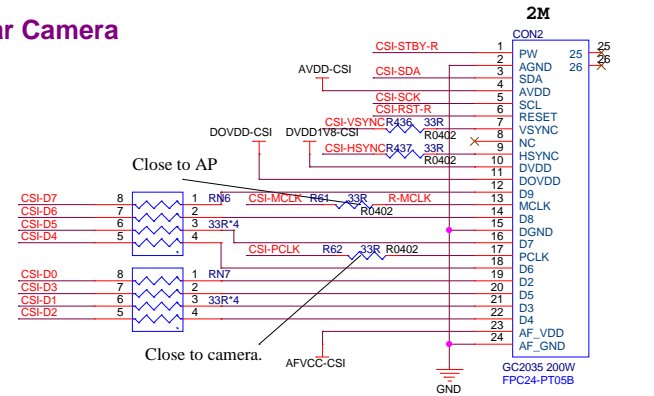 ar Camera
2M
CON2
CSI-STBY-R 1 PW 25 25
2 AGND 26 26
AVDD-CSI CSI-SDA 3 SDA
4 AVDD
CSI-SCK 5 SCL
CSI-RST-R 6 RESET
CSI-VSYNC R436 33R 7 VSYNC
DOVDD-CSI DVDD1V8-CSI R0402 8 NC
CSI-HSYNC R437 33R 9 HSYNC
R0402 10 DVDD
Close to AP 11 DOVDD
12 D9
CSI-D7 8 1 RN6 CSI-MCLK R61 33R R-MCLK 13 MCLK
CSI-D6 7 2 R0402 14 D8
CSI-D5 6 3 33R*4 15 DGND
CSI-D4 5 4 16 D7
CSI-PCLK R62 33R R0402 17 PCLK
18 D6
CSI-D0 8 1 RN7 19 D2
CSI-D3 7 2 20 D5
CSI-D1 6 3 33R*4 21 D3
CSI-D2 5 4 22 D4
23 AF_VDD
24 AF_GND
Close to camera.
AFVCC-CSI
GND
GC2035 200W
FPC24-PT05B